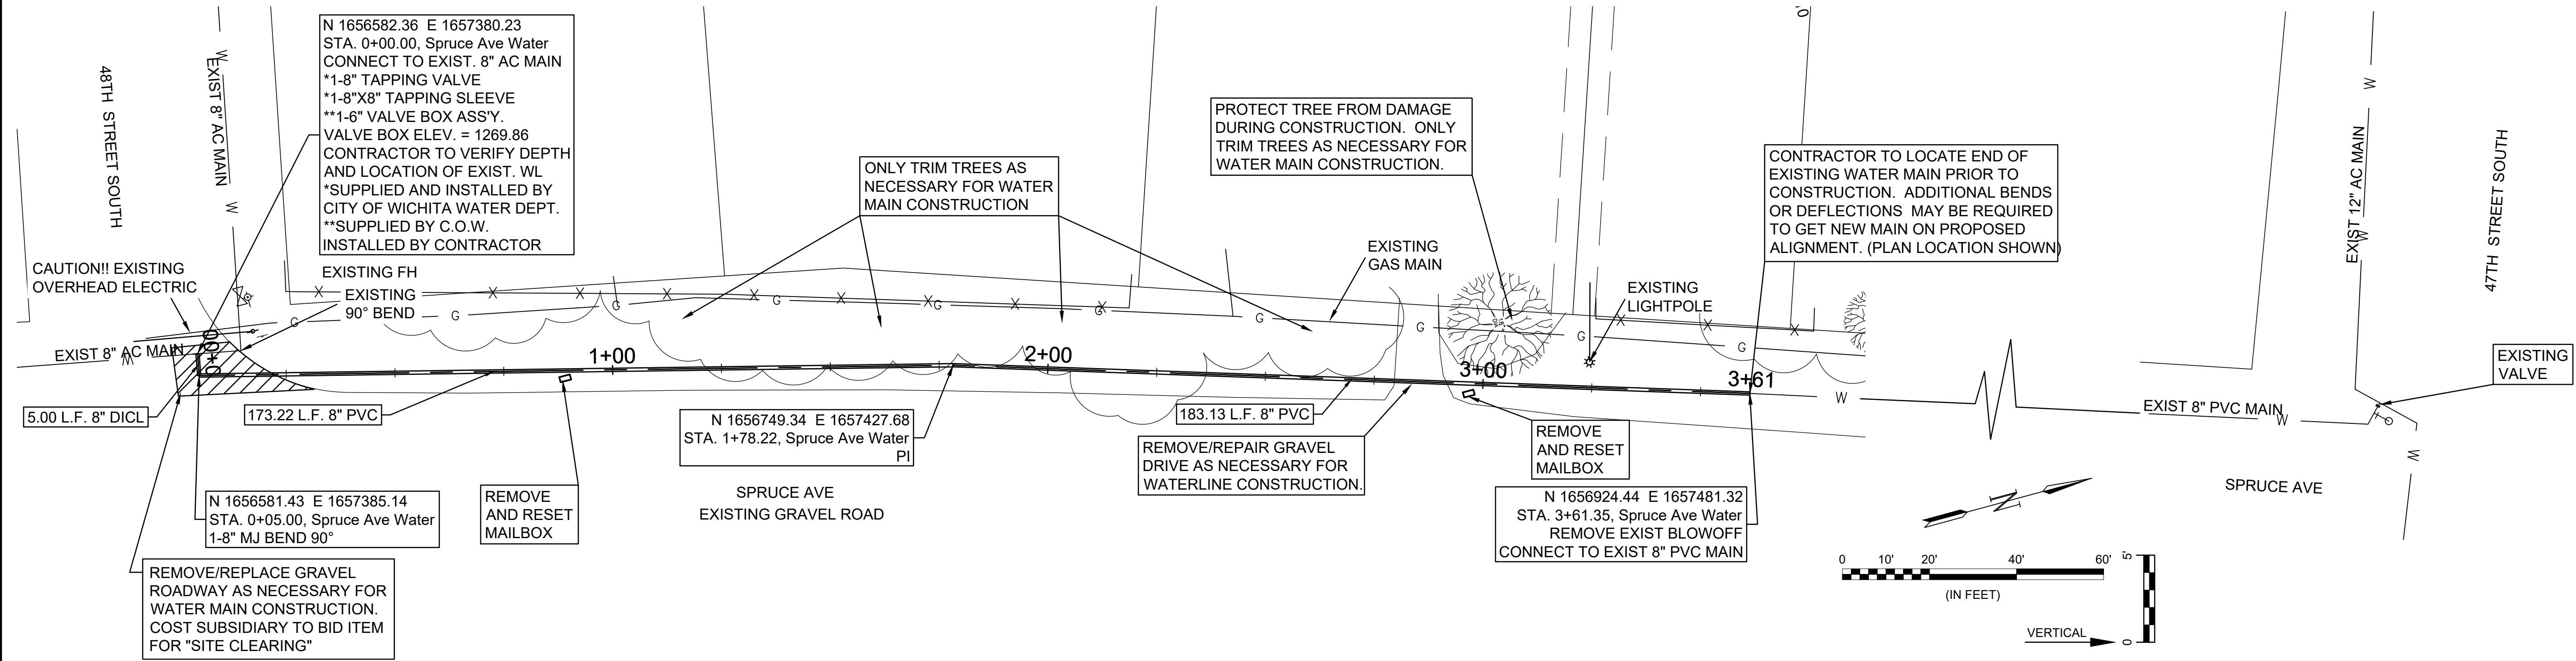 48TH STREET SOUTH
EXIST 8" AC MAIN
W
W
N 1656582.36 E 1657380.23
STA. 0+00.00, Spruce Ave Water
CONNECT TO EXIST. 8" AC MAIN
*1-8" TAPPING VALVE
*1-8"X8" TAPPING SLEEVE
**1-6" VALVE BOX ASS'Y.
VALVE BOX ELEV. = 1269.86
CONTRACTOR TO VERIFY DEPTH
AND LOCATION OF EXIST. WL
*SUPPLIED AND INSTALLED BY
CITY OF WICHITA WATER DEPT.
**SUPPLIED BY C.O.W.
INSTALLED BY CONTRACTOR
CAUTION!! EXISTING
OVERHEAD ELECTRIC
EXISTING FH
EXISTING
90° BEND
ONLY TRIM TREES AS
NECESSARY FOR WATER
MAIN CONSTRUCTION
PROTECT TREE FROM DAMAGE
DURING CONSTRUCTION. ONLY
TRIM TREES AS NECESSARY FOR
WATER MAIN CONSTRUCTION.
EXISTING
GAS MAIN
EXISTING
LIGHTPOLE
0'
CONTRACTOR TO LOCATE END OF
EXISTING WATER MAIN PRIOR TO
CONSTRUCTION. ADDITIONAL BENDS
OR DEFLECTIONS MAY BE REQUIRED
TO GET NEW MAIN ON PROPOSED
ALIGNMENT. (PLAN LOCATION SHOWN)
W
EXIST 12" AC MAIN
W
47TH STREET SOUTH
X X X X X X X X X X X X
G G G G G G G G G G
EXIST 8" AC MAIN
W
0+00
1+00
2+00
3+00
3+61
W
EXIST 8" PVC MAIN
W
W
EXISTING
VALVE
5.00 L.F. 8" DICL
173.22 L.F. 8" PVC
N 1656749.34 E 1657427.68
STA. 1+78.22, Spruce Ave Water
PI
183.13 L.F. 8" PVC
REMOVE/REPAIR GRAVEL
DRIVE AS NECESSARY FOR
WATERLINE CONSTRUCTION.
REMOVE
AND RESET
MAILBOX
N 1656581.43 E 1657385.14
STA. 0+05.00, Spruce Ave Water
1-8" MJ BEND 90°
REMOVE
AND RESET
MAILBOX
SPRUCE AVE
EXISTING GRAVEL ROAD
N 1656924.44 E 1657481.32
STA. 3+61.35, Spruce Ave Water
REMOVE EXIST BLOWOFF
CONNECT TO EXIST 8" PVC MAIN
SPRUCE AVE
N
REMOVE/REPLACE GRAVEL
ROADWAY AS NECESSARY FOR
WATER MAIN CONSTRUCTION.
COST SUBSIDIARY TO BID ITEM
FOR "SITE CLEARING"
0 10' 20' 40' 60'
(IN FEET)
VERTICAL
0 5'